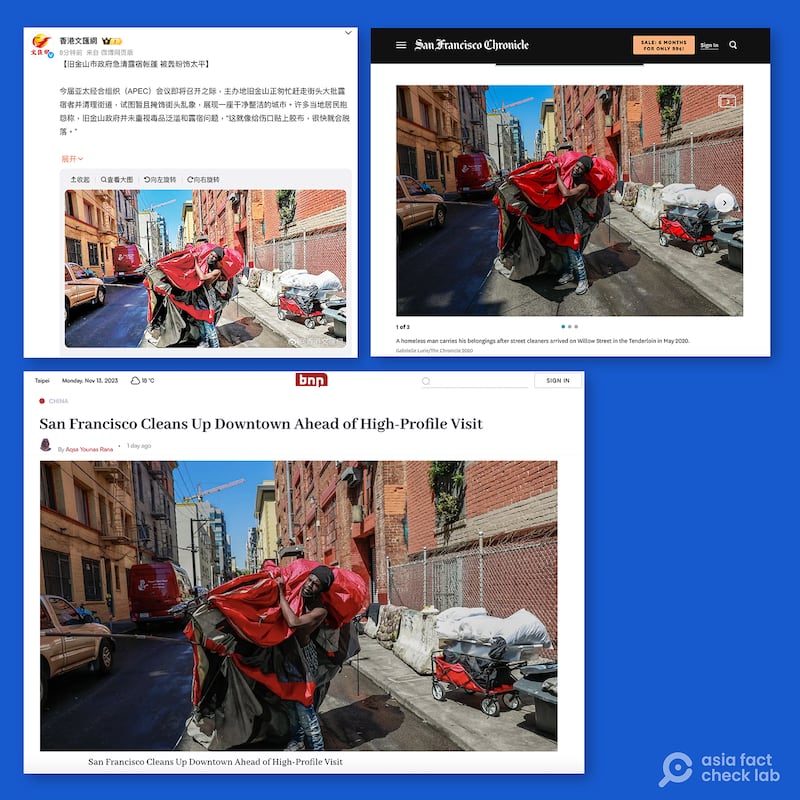 香港文匯網
8分钟前 来自 微博网页版
【旧金山市政府急清露宿帐篷 被轰粉饰太平】
今届亚太经合组织（APEC）会议即将召开之际，主办地旧金山正匆忙赶走街头大批露
宿者并清理街道，试图暂且掩饰街头乱象，展现一座干净整洁的城市。许多当地居民抱
怨称，旧金山政府并未重视毒品泛滥和露宿问题，“这就像给伤口贴上胶布，很快就会脱
落。”
展开
收起 查看大图 向左旋转 向右旋转
San Francisco Chronicle
SALE! 6 MONTHS
FOR ONLY 99¢!
Sign In
1 of 3
A homeless man carries his belongings after street cleaners arrived on Willow Street in the Tenderloin in May 2020.
Gabrielle Lurie/The Chronicle 2020
Taipei Monday, Nov 13, 2023 18 °C
bnn
SIGN IN
CHINA
San Francisco Cleans Up Downtown Ahead of High-Profile Visit
By Aqsa Younas Rana • 1 day ago
San Francisco Cleans Up Downtown Ahead of High-Profile Visit
asia fact
check lab